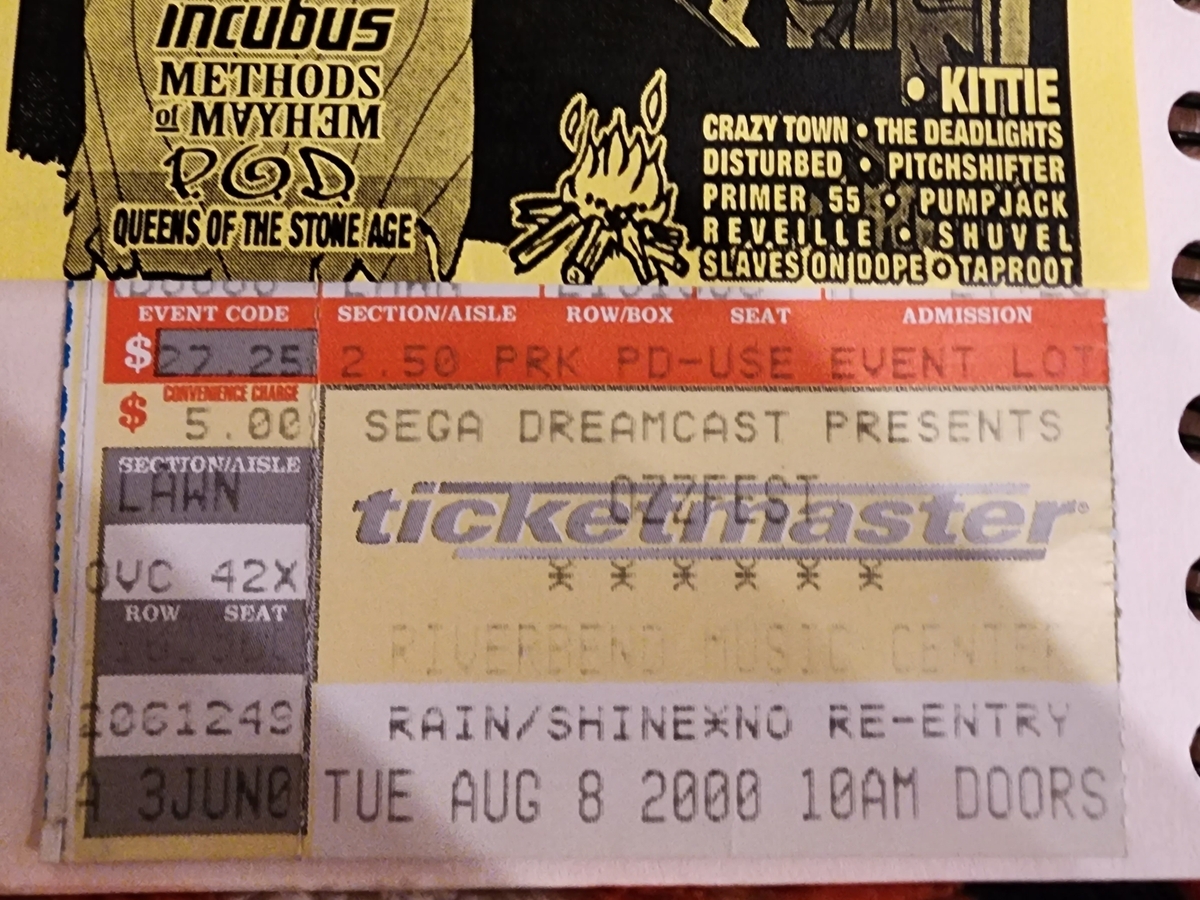 incubus
METHODS
of MAYHEM
P.O.D
QUEENS OF THE STONE AGE
• KITTIE
CRAZY TOWN • THE DEADLIGHTS
DISTURBED • PITCHSHIFTER
PRIMER 55 • PUMPJACK
REVEILLE • SHUVEL
SLAVES ON DOPE • TAPROOT
EVENT CODE SECTION/AISLE ROW/BOX SEAT ADMISSION
$ 27.25 2.50 PRK PD-USE EVENT LOT
CONVENIENCE CHARGE
$ 5.00
SECTION/AISLE
LAWN
OVC 42X
ROW SEAT
2061249
A 3JUN0
SEGA DREAMCAST PRESENTS
OZZFEST
ticketmaster®
* * * * * *
RIVERBEND MUSIC CENTER
RAIN/SHINE*NO RE-ENTRY
TUE AUG 8 2000 10AM DOORS